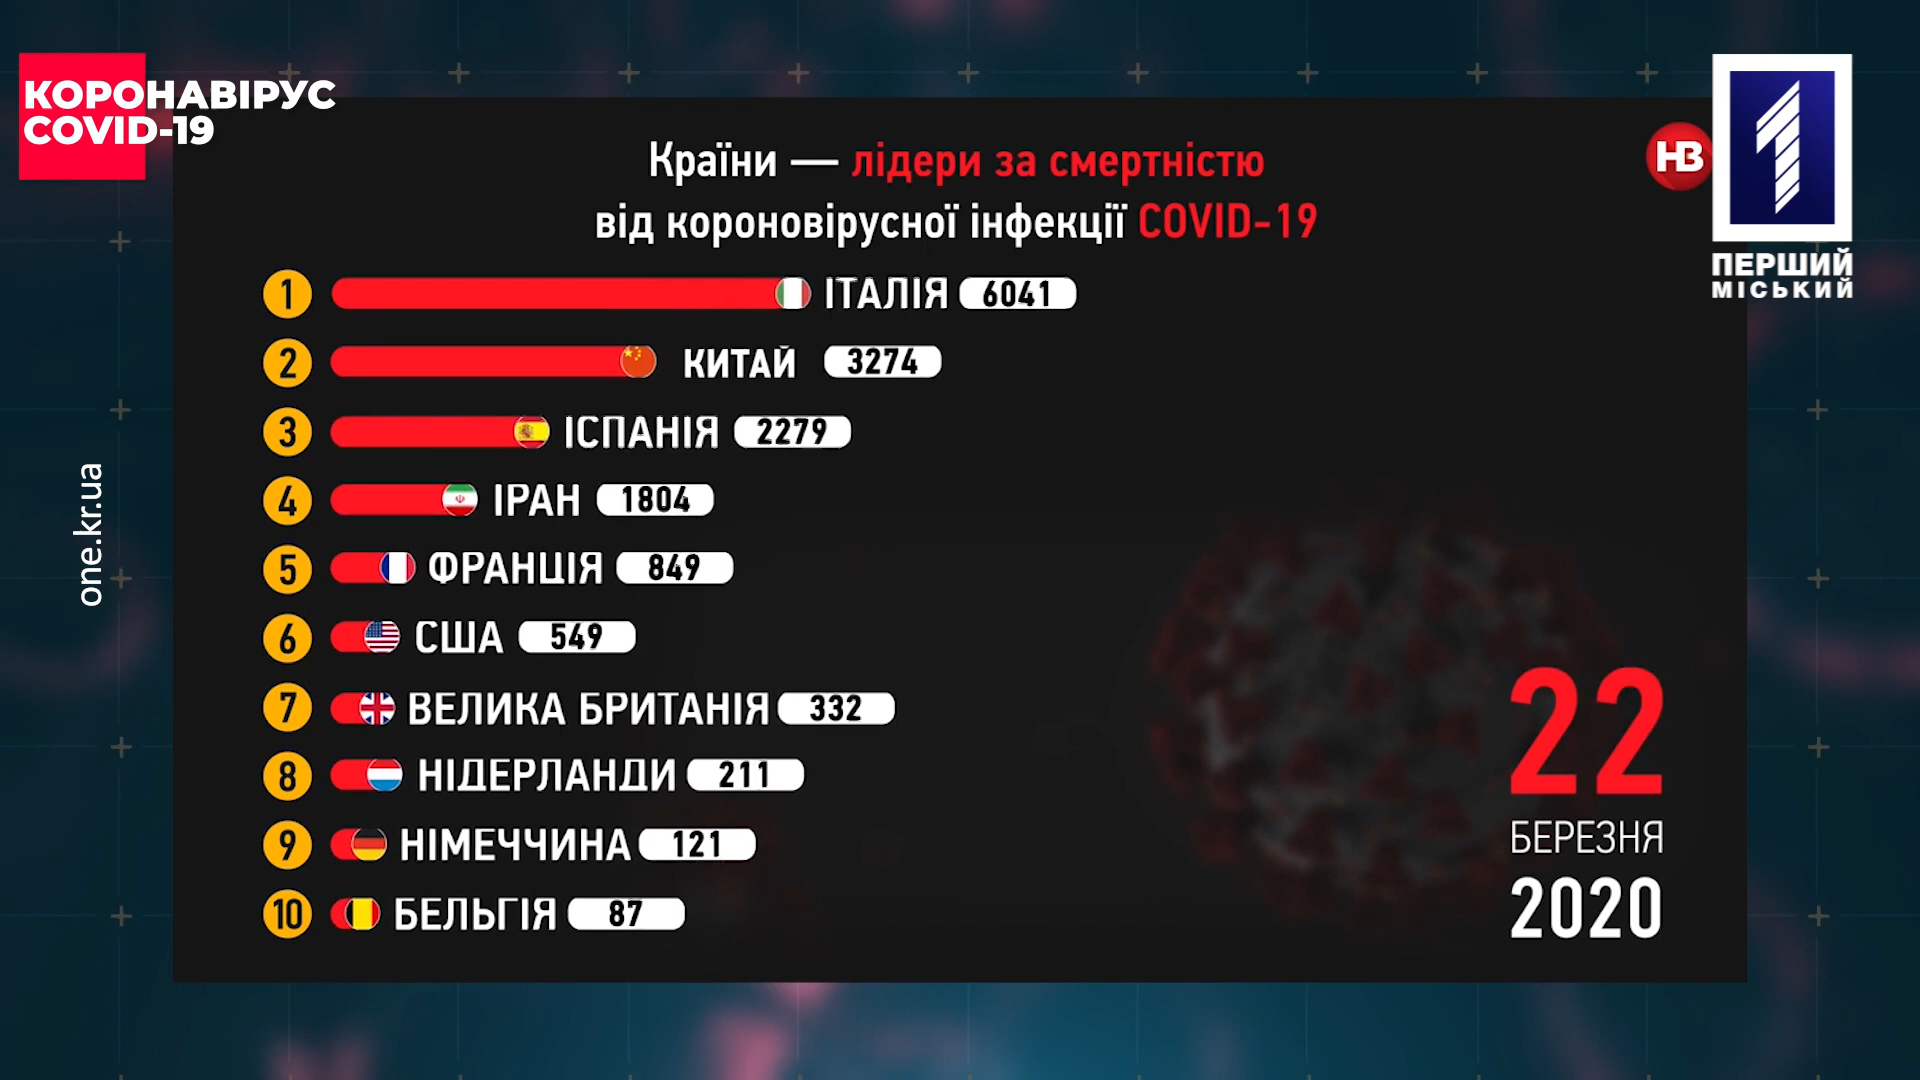 КОРОНАВІРУС
COVID-19
Країни — лідери за смертністю
від короновірусної інфекції COVID-19
НВ
1
ПЕРШИЙ
МІСЬКИЙ
1 ІТАЛІЯ 6041
2 КИТАЙ 3274
3 ІСПАНІЯ 2279
4 ІРАН 1804
5 ФРАНЦІЯ 849
6 США 549
7 ВЕЛИКА БРИТАНІЯ 332
8 НІДЕРЛАНДИ 211
9 НІМЕЧЧИНА 121
10 БЕЛЬГІЯ 87
22
БЕРЕЗНЯ
2020
one.kr.ua